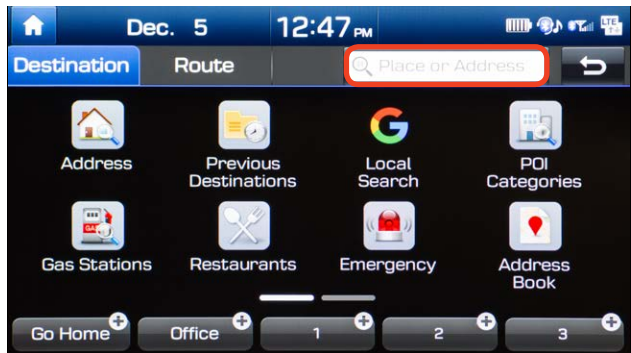 Dec. 5 12:47 PM LTE
Destination Route Place or Address
Address
Previous
Destinations
Local
Search
POI
Categories
Gas Stations
Restaurants
Emergency
Address
Book
Go Home
Office
1
2
3